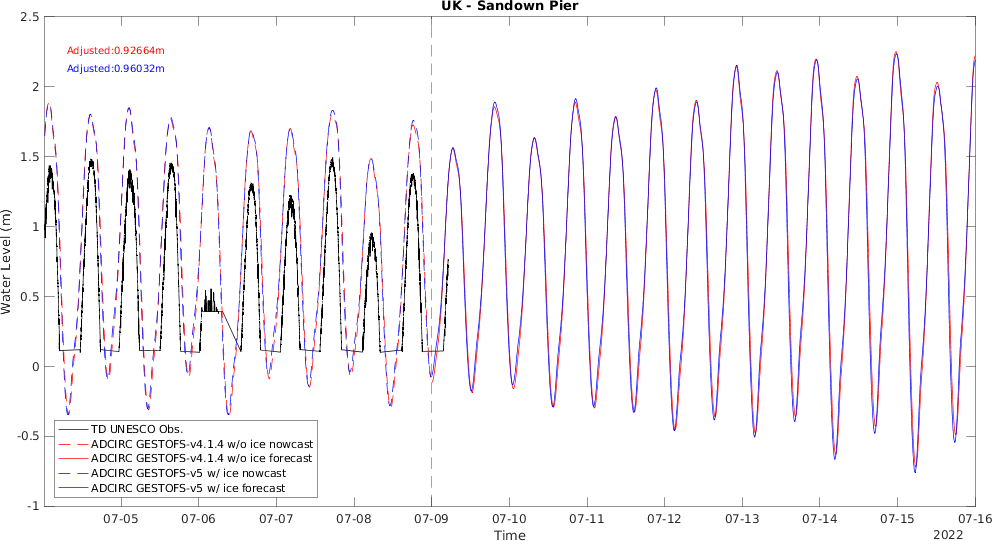 UK - Sandown Pier
2.5
2
1.5
1
0.5
0
-0.5
-1
Water Level (m)
Adjusted:0.92664m
Adjusted:0.96032m
TD UNESCO Obs.
ADCIRC GESTOFS-v4.1.4 w/o ice nowcast
ADCIRC GESTOFS-v4.1.4 w/o ice forecast
ADCIRC GESTOFS-v5 w/ ice nowcast
ADCIRC GESTOFS-v5 w/ ice forecast
07-05 07-06 07-07 07-08 07-09 07-10 07-11 07-12 07-13 07-14 07-15 07-16
Time
2022